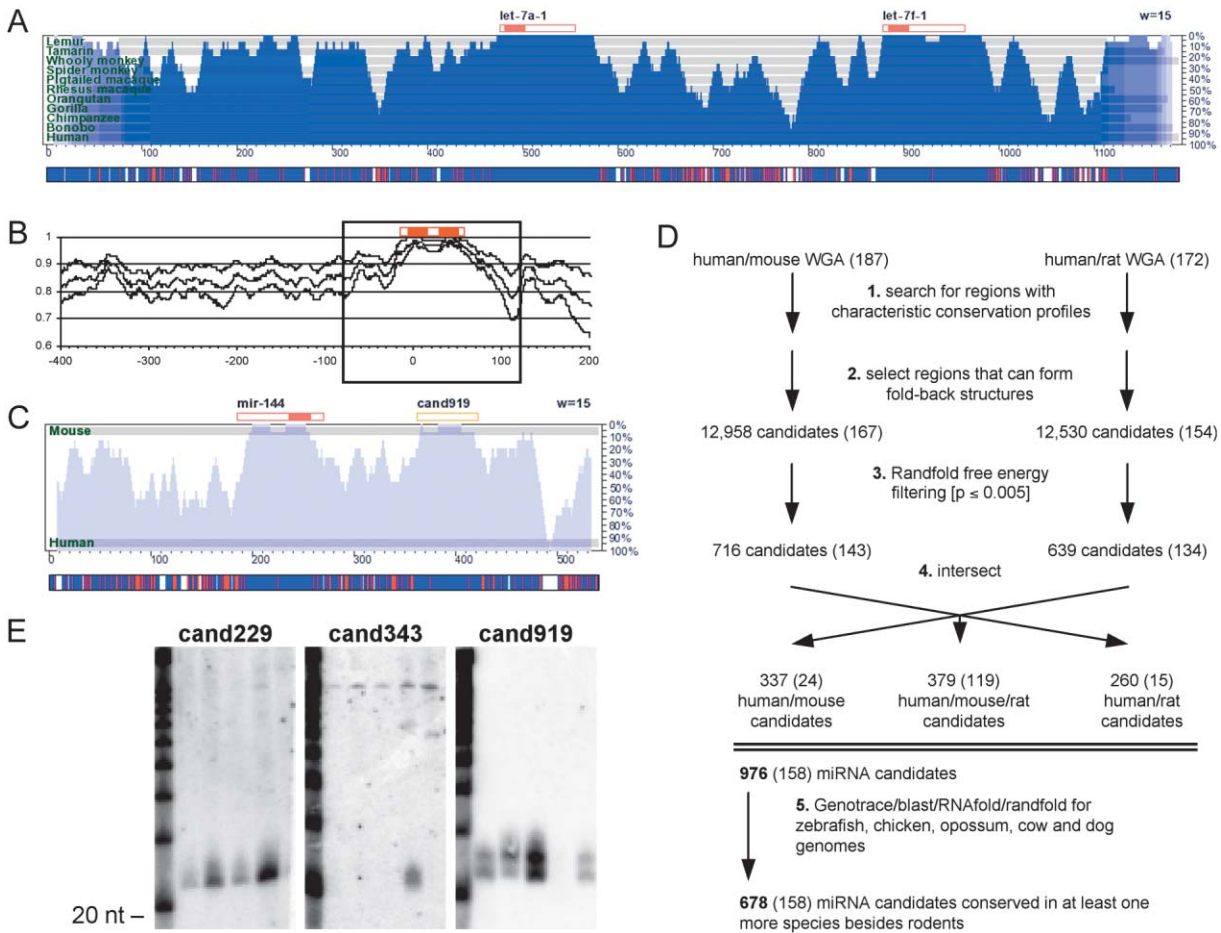 A
let-7a-1
let-7f-1
w=15
Lemur
Tamarin
Whooly monkey
Spider monkey
Pigtailed macaque
Rhesus macaque
Orangutan
Gorilla
Chimpanzee
Bonobo
Human
0%
10%
20%
30%
40%
50%
60%
70%
80%
90%
100%
0 100 200 300 400 500 600 700 800 900 1000 1100
B
1
0.9
0.8
0.7
0.6
-400 -300 -200 -100 0 100 200
C
mir-144
cand919
w=15
Mouse
Human
0%
10%
20%
30%
40%
50%
60%
70%
80%
90%
100%
0 100 200 300 400 500
D
human/mouse WGA (187)
human/rat WGA (172)
1. search for regions with
characteristic conservation profiles
2. select regions that can form
fold-back structures
12,958 candidates (167)
12,530 candidates (154)
3. Randfold free energy
filtering [p ≤ 0.005]
716 candidates (143)
639 candidates (134)
4. intersect
337 (24)
human/mouse
candidates
379 (119)
human/mouse/rat
candidates
260 (15)
human/rat
candidates
976 (158) miRNA candidates
5. Genotrace/blast/RNAfold/randfold for
zebrafish, chicken, opossum, cow and dog
genomes
678 (158) miRNA candidates conserved in at least one
more species besides rodents
E
cand229
cand343
cand919
20 nt –